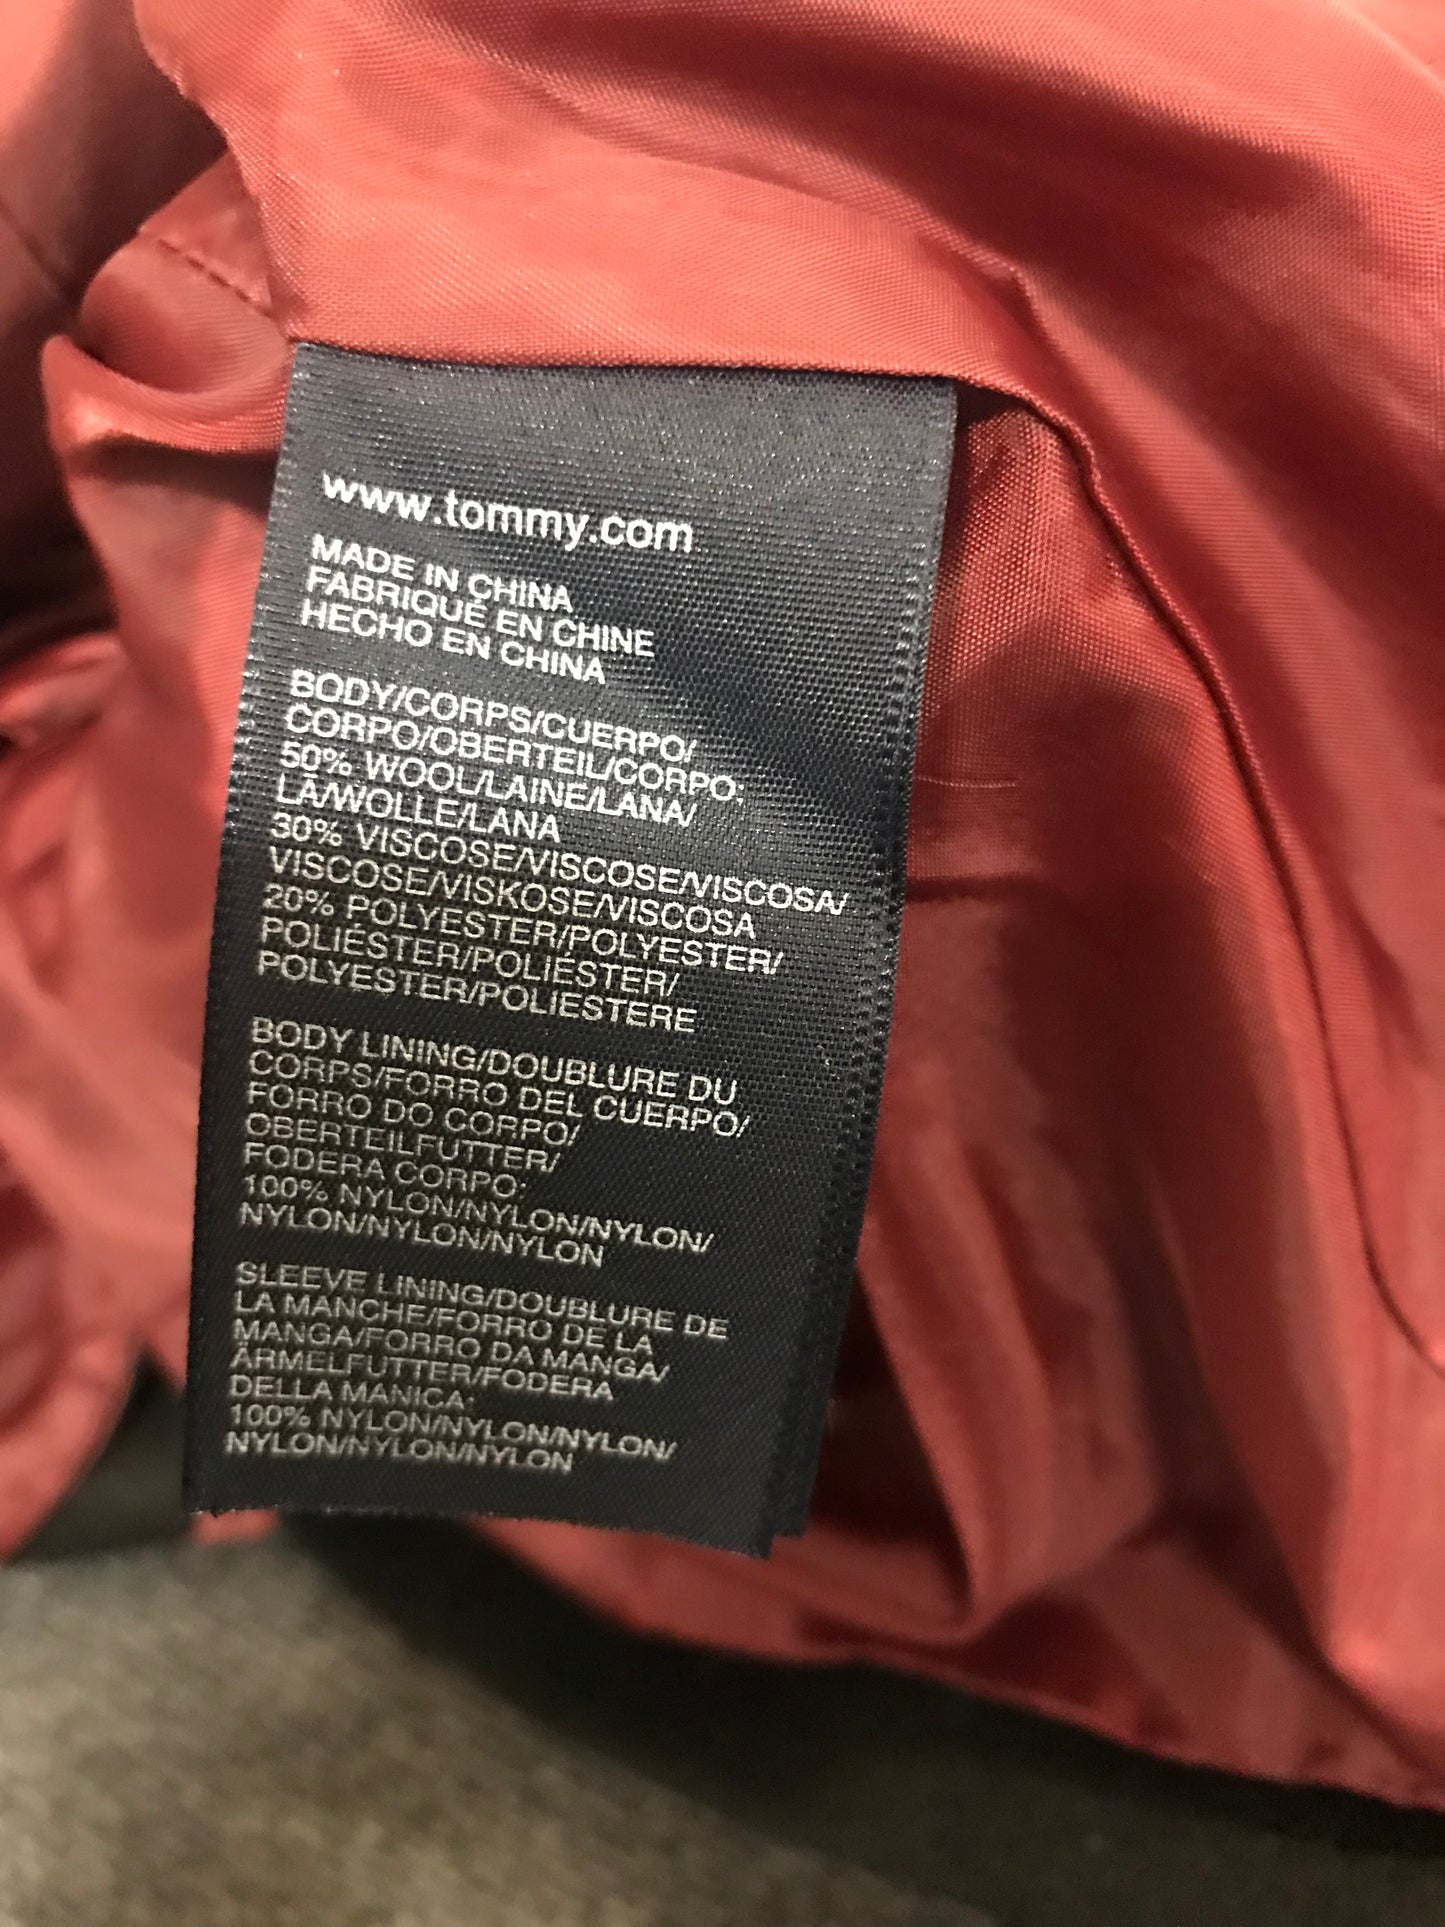 www.tommy.com
MADE IN CHINA
FABRIQUÉ EN CHINE
HECHO EN CHINA
BODY/CORPS/CUERPO/
CORPO/OBERTEIL/CORPO:
50% WOOL/LAINE/LANA/
LÃ/WOLLE/LANA
30% VISCOSE/VISCOSE/VISCOSA/
VISCOSE/VISKOSE/VISCOSA
20% POLYESTER/POLYESTER/
POLIÉSTER/POLIÉSTER/
POLYESTER/POLIESTERE
BODY LINING/DOUBLURE DU
CORPS/FORRO DEL CUERPO/
FORRO DO CORPO/
OBERTEILFUTTER/
FODERA CORPO:
100% NYLON/NYLON/NYLON/
NYLON/NYLON/NYLON
SLEEVE LINING/DOUBLURE DE
LA MANCHE/FORRO DE LA
MANGA/FORRO DA MANGA/
ÄRMELFUTTER/FODERA
DELLA MANICA:
100% NYLON/NYLON/NYLON/
NYLON/NYLON/NYLON